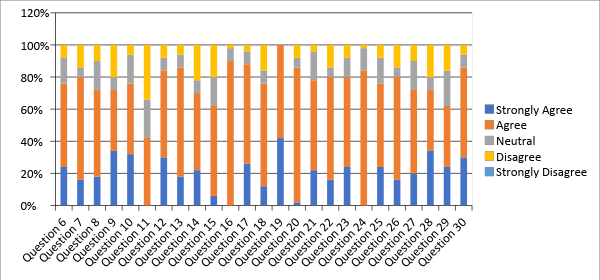 120%
100%
80%
60%
40%
20%
0%
Question 6
Question 7
Question 8
Question 9
Question 10
Question 11
Question 12
Question 13
Question 14
Question 15
Question 16
Question 17
Question 18
Question 19
Question 20
Question 21
Question 22
Question 23
Question 24
Question 25
Question 26
Question 27
Question 28
Question 29
Question 30
Strongly Agree
Agree
Neutral
Disagree
Strongly Disagree